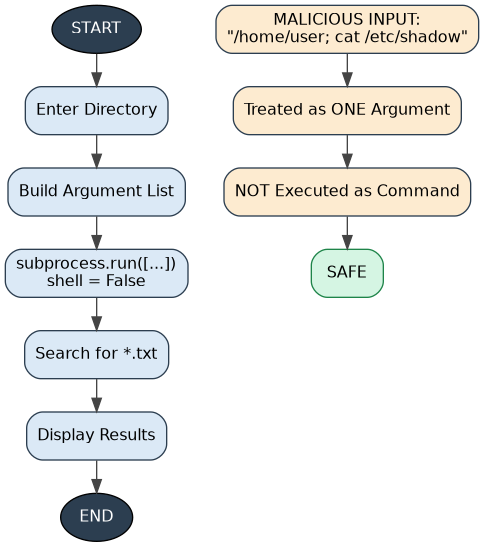 START
Enter Directory
Build Argument List
subprocess.run([...])
shell = False
Search for *.txt
Display Results
END
MALICIOUS INPUT:
"/home/user; cat /etc/shadow"
Treated as ONE Argument
NOT Executed as Command
SAFE